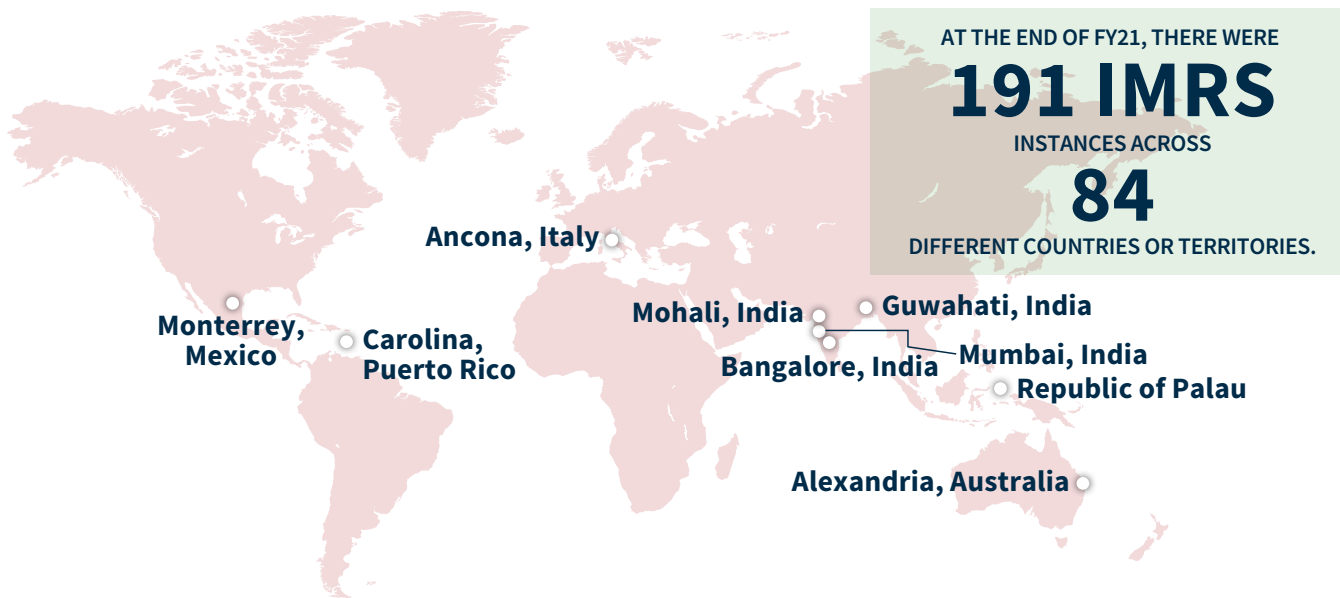 AT THE END OF FY21, THERE WERE
191 IMRS
INSTANCES ACROSS
84
DIFFERENT COUNTRIES OR TERRITORIES.
Ancona, Italy
Monterrey,
Mexico
Carolina,
Puerto Rico
Mohali, India
Guwahati, India
Mumbai, India
Bangalore, India
Republic of Palau
Alexandria, Australia